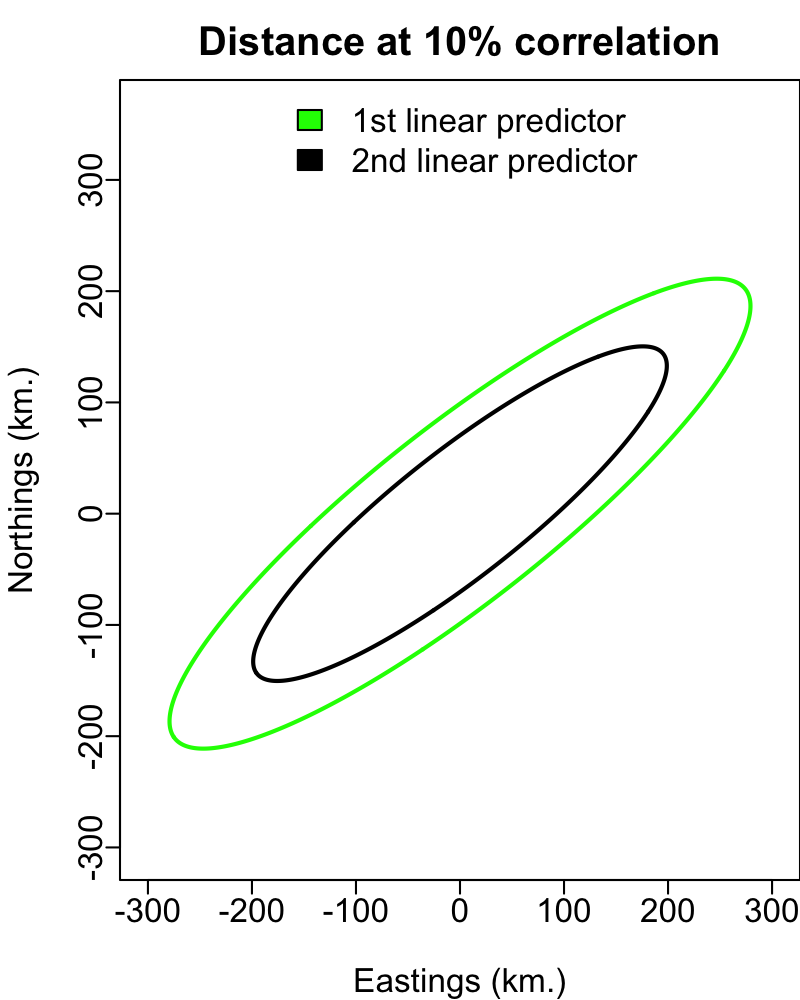 Distance at 10% correlation
1st linear predictor
2nd linear predictor
Northings (km.)
300
200
100
0
-100
-200
-300
-300 -200 -100 0 100 200 300
Eastings (km.)